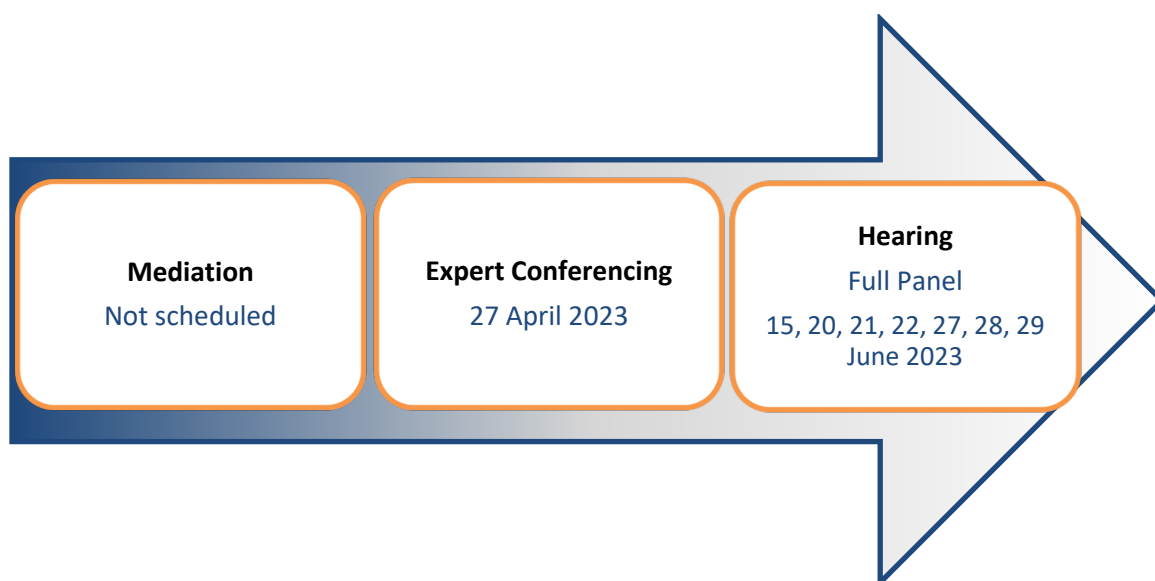 Mediation
Not scheduled
Expert Conferencing
27 April 2023
Hearing
Full Panel
15, 20, 21, 22, 27, 28, 29
June 2023